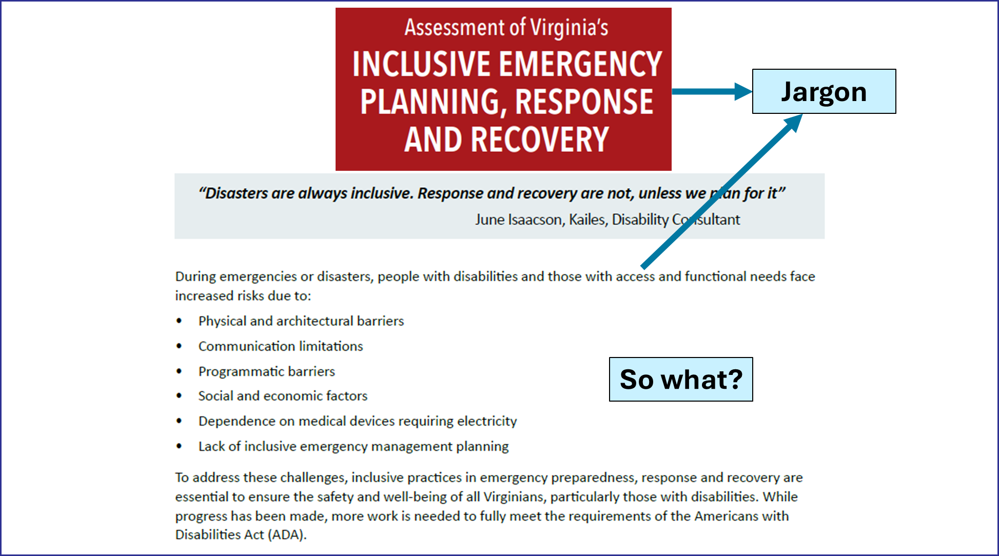 Assessment of Virginia's
INCLUSIVE EMERGENCY
PLANNING, RESPONSE
AND RECOVERY
Jargon
“Disasters are always inclusive. Response and recovery are not, unless we plan for it”
June Isaacson, Kailes, Disability Consultant
During emergencies or disasters, people with disabilities and those with access and functional needs face
increased risks due to:
• Physical and architectural barriers
• Communication limitations
• Programmatic barriers
• Social and economic factors
• Dependence on medical devices requiring electricity
• Lack of inclusive emergency management planning
So what?
To address these challenges, inclusive practices in emergency preparedness, response and recovery are
essential to ensure the safety and well-being of all Virginians, particularly those with disabilities. While
progress has been made, more work is needed to fully meet the requirements of the Americans with
Disabilities Act (ADA).